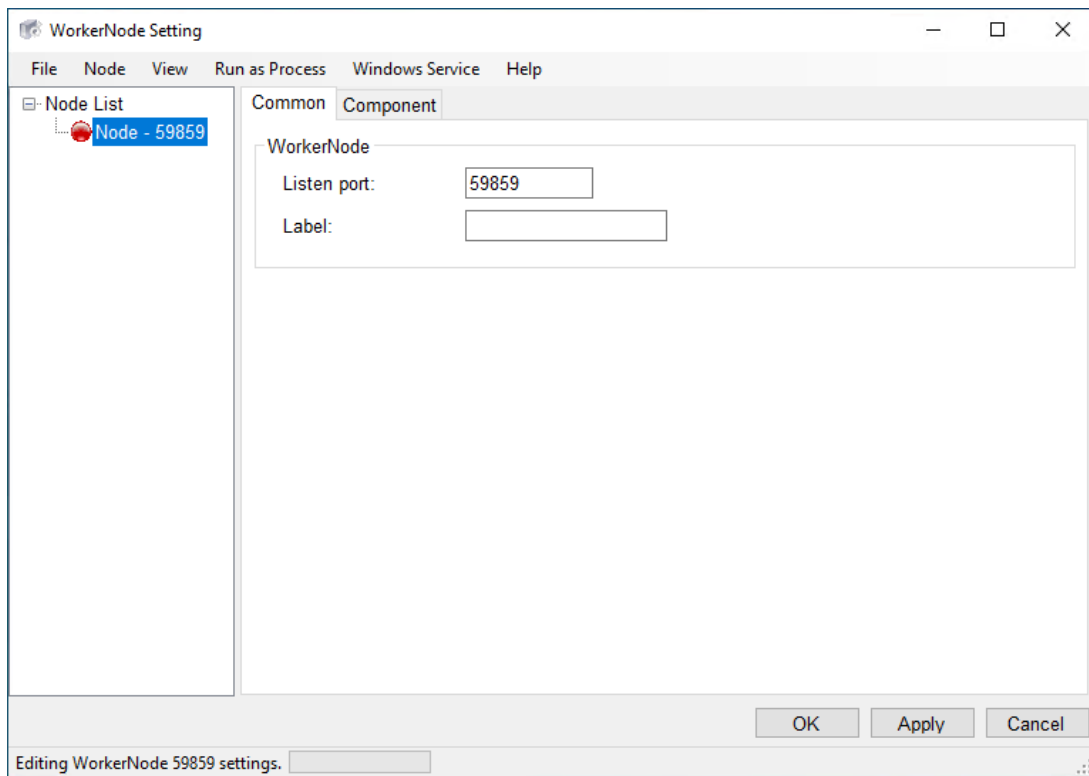 WorkerNode Setting
File Node View Run as Process Windows Service Help
Node List
Node - 59859
Common Component
WorkerNode
Listen port: 59859
Label:
OK Apply Cancel
Editing WorkerNode 59859 settings.